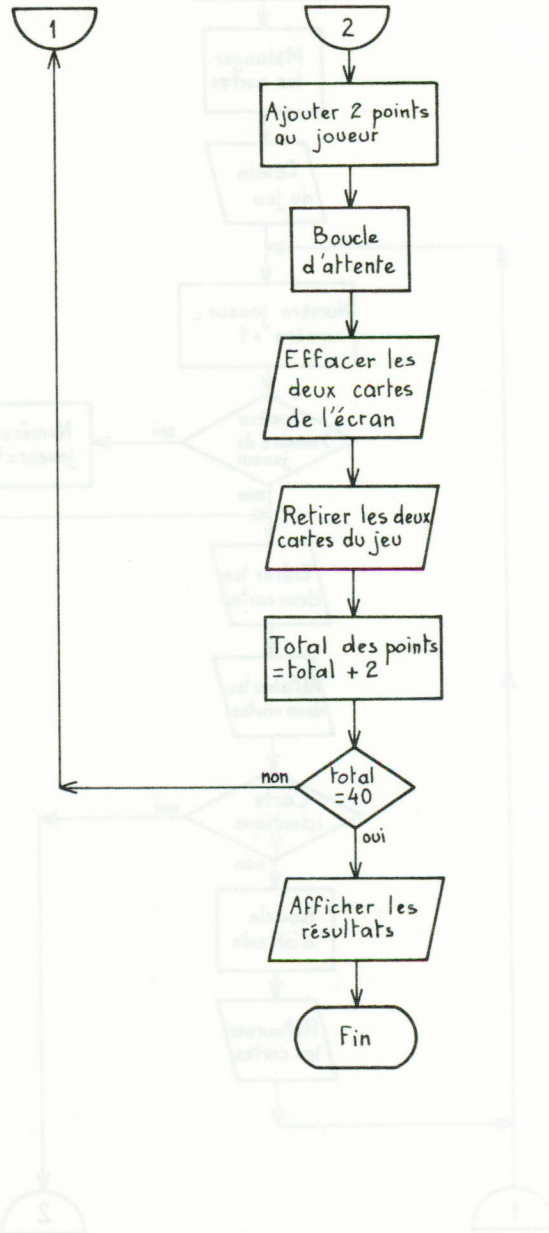 1
2
Ajouter 2 points
au joueur
Boucle
d'attente
Effacer les
deux cartes
de l'écran
Retirer les deux
cartes du jeu
Total des points
=total + 2
non
total
=40
oui
Afficher les
résultats
Fin